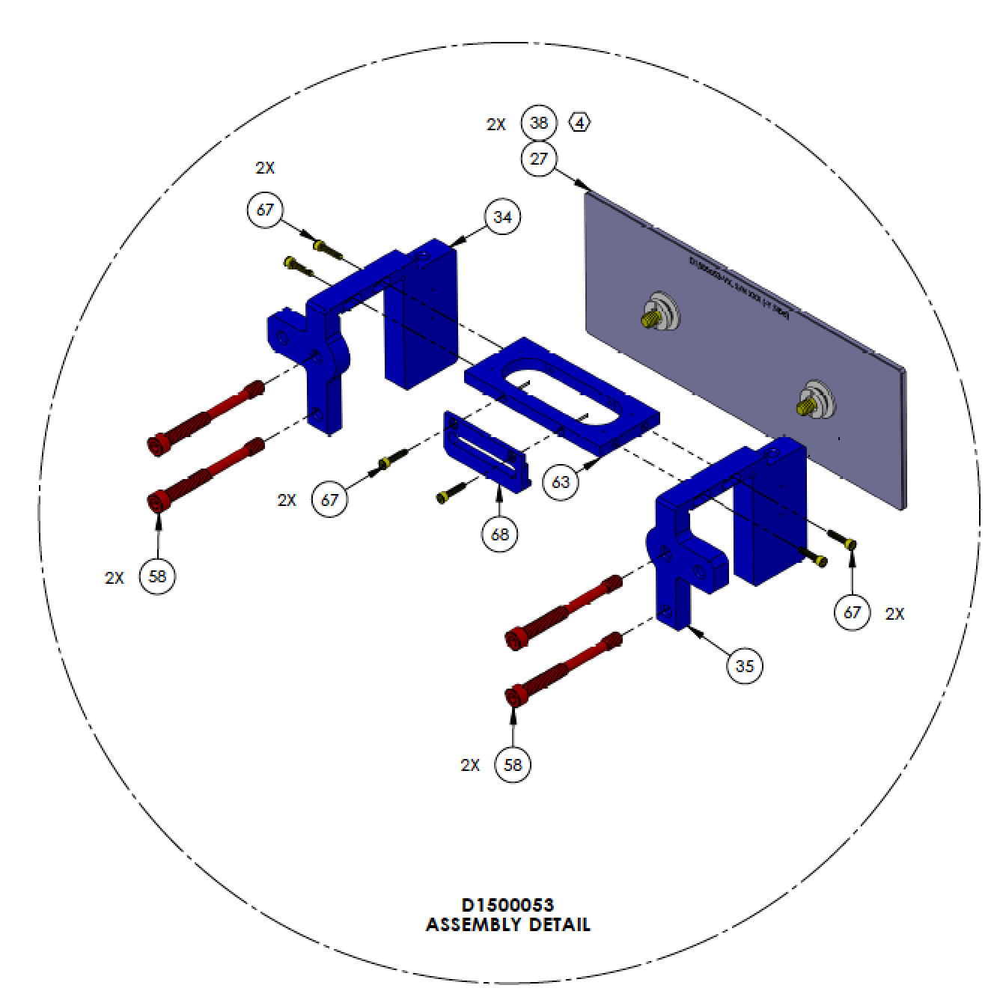 2X 38 4
27
2X
67
34
63
2X 67
68
2X 58
67 2X
35
2X 58
D1500053
ASSEMBLY DETAIL